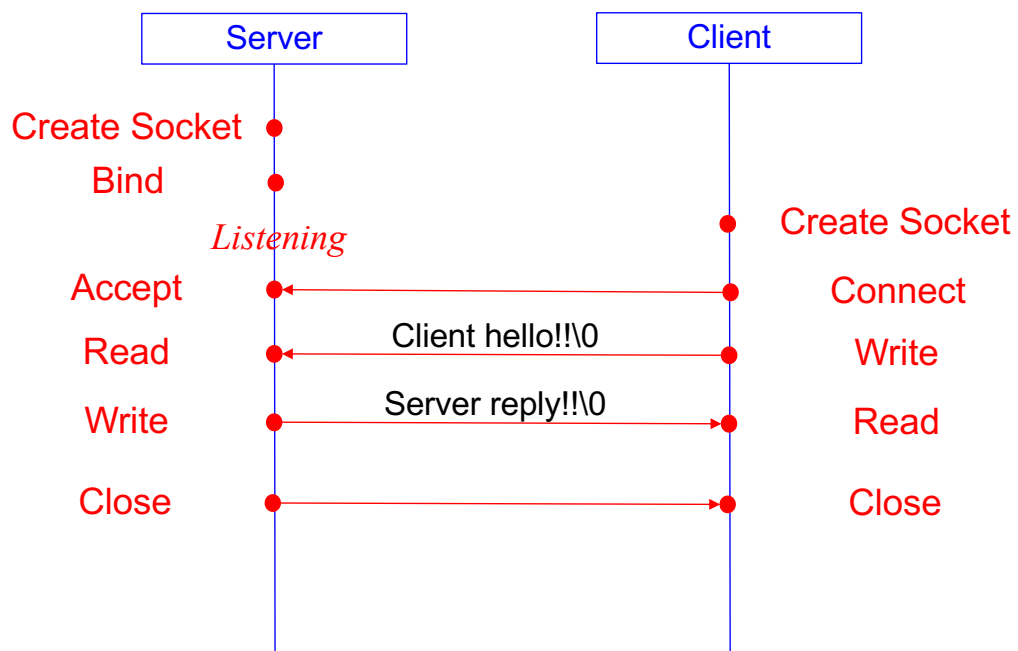 Server
Client
Create Socket
Bind
Create Socket
Listening
Accept
Connect
Client hello!!\0
Read
Write
Server reply!!\0
Write
Read
Close
Close